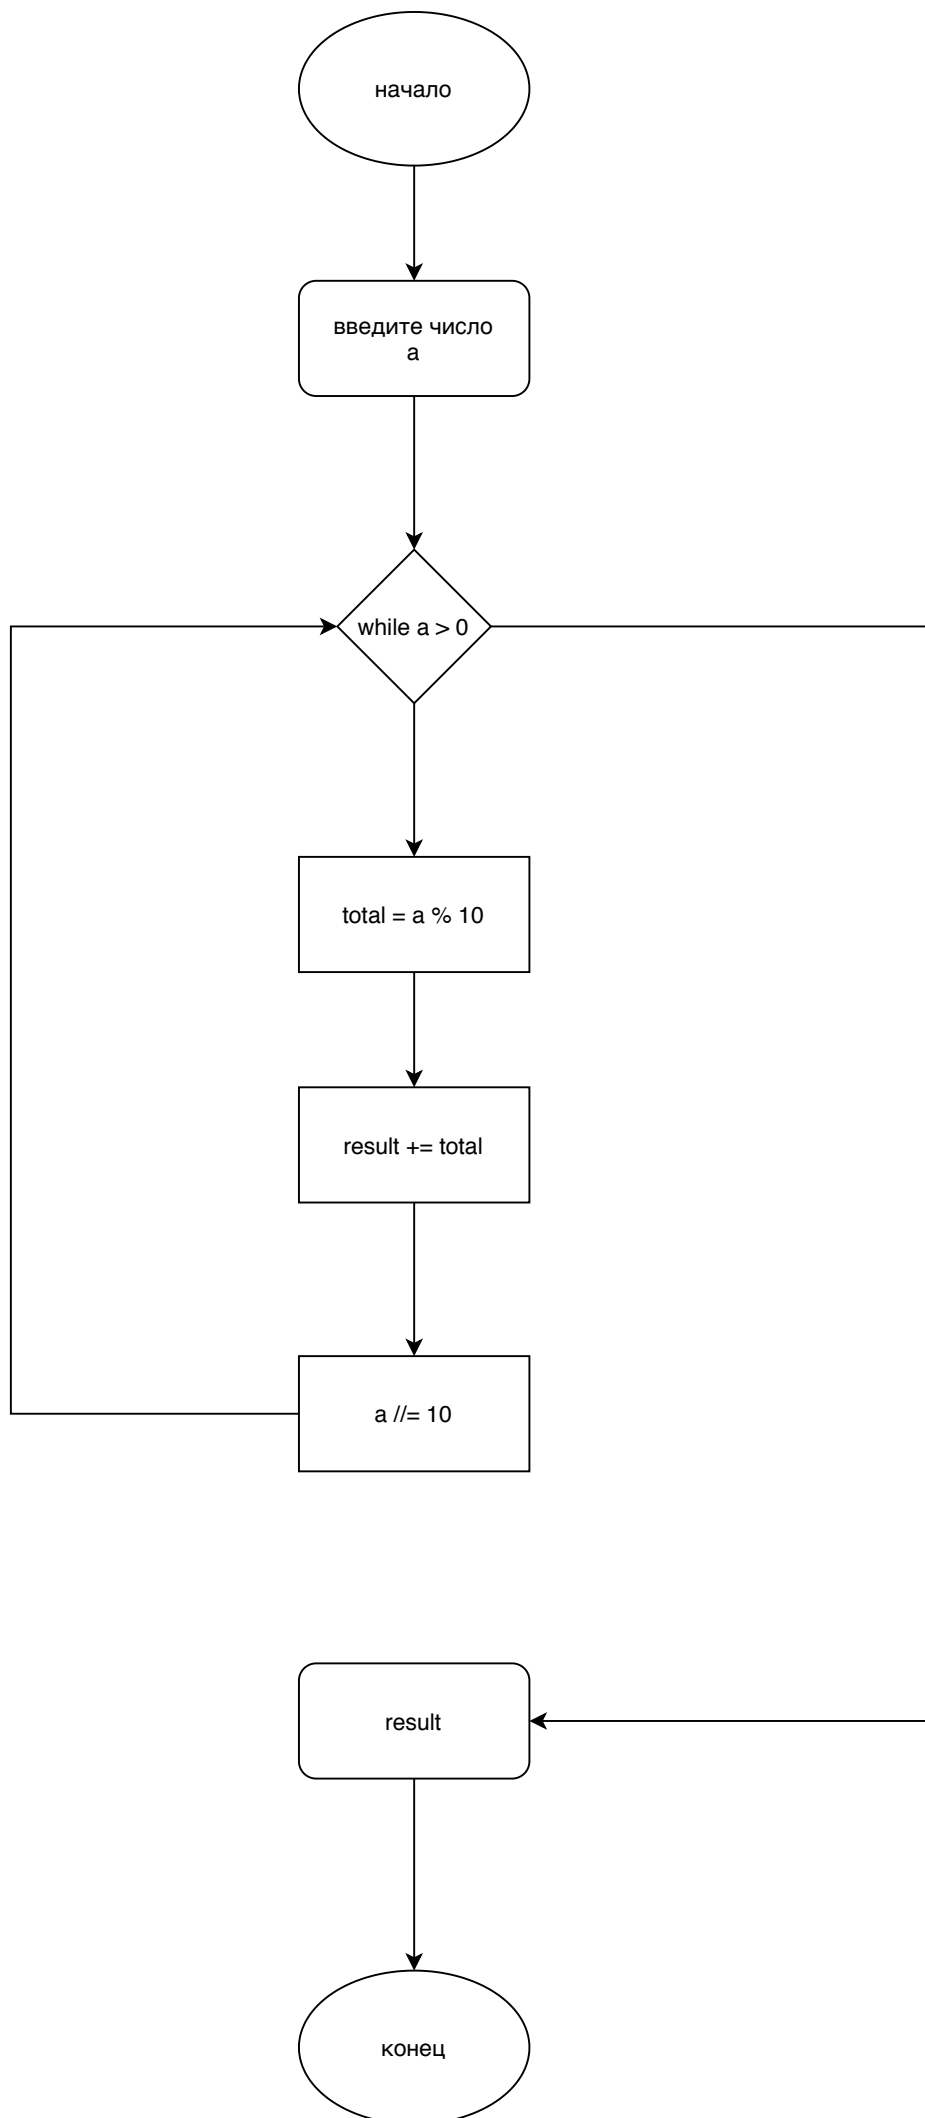 начало
введите число
a
while a > 0
total = a % 10
result += total
a //= 10
result
конец